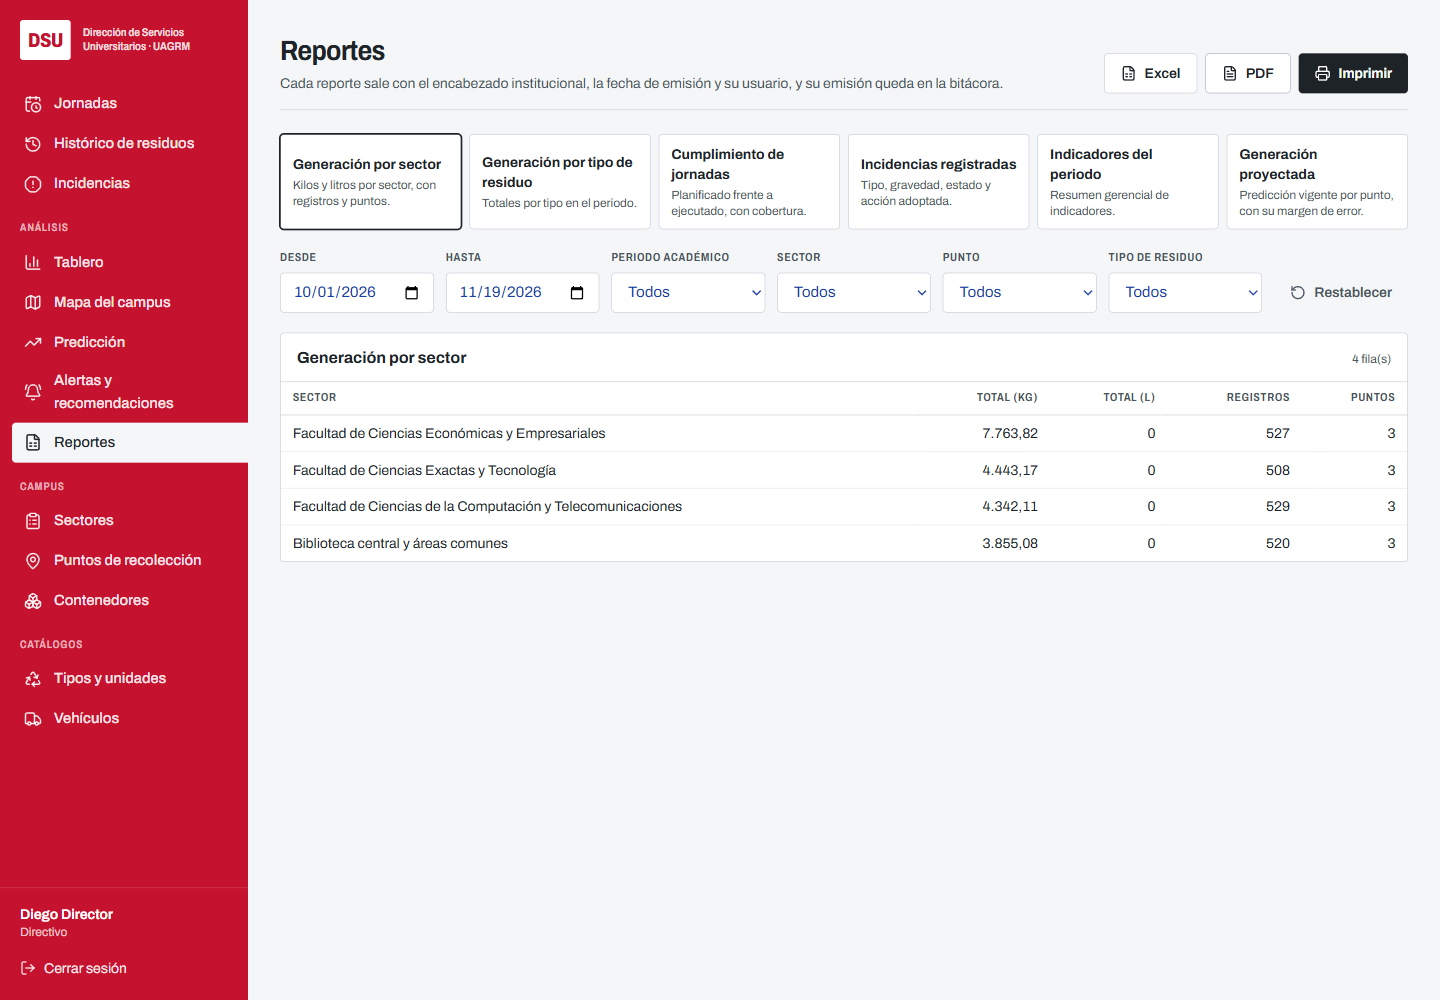 DSU
Dirección de Servicios
Universitarios · UAGRM
Jornadas
Histórico de residuos
Incidencias
ANÁLISIS
Tablero
Mapa del campus
Predicción
Alertas y
recomendaciones
Reportes
CAMPUS
Sectores
Puntos de recolección
Contenedores
CATÁLOGOS
Tipos y unidades
Vehículos
Diego Director
Directivo
Cerrar sesión
Reportes
Cada reporte sale con el encabezado institucional, la fecha de emisión y su usuario, y su emisión queda en la bitácora.
Excel
PDF
Imprimir
Generación por sector
Kilos y litros por sector, con
registros y puntos.
Generación por tipo de
residuo
Totales por tipo en el periodo.
Cumplimiento de
jornadas
Planificado frente a
ejecutado, con cobertura.
Incidencias registradas
Tipo, gravedad, estado y
acción adoptada.
Indicadores del
periodo
Resumen gerencial de
indicadores.
Generación
proyectada
Predicción vigente por punto,
con su margen de error.
DESDE
10/01/2026
HASTA
11/19/2026
PERIODO ACADÉMICO
Todos
SECTOR
Todos
PUNTO
Todos
TIPO DE RESIDUO
Todos
Restablecer
Generación por sector
4 fila(s)
SECTOR TOTAL (KG) TOTAL (L) REGISTROS PUNTOS
Facultad de Ciencias Económicas y Empresariales 7.763,82 0 527 3
Facultad de Ciencias Exactas y Tecnología 4.443,17 0 508 3
Facultad de Ciencias de la Computación y Telecomunicaciones 4.342,11 0 529 3
Biblioteca central y áreas comunes 3.855,08 0 520 3